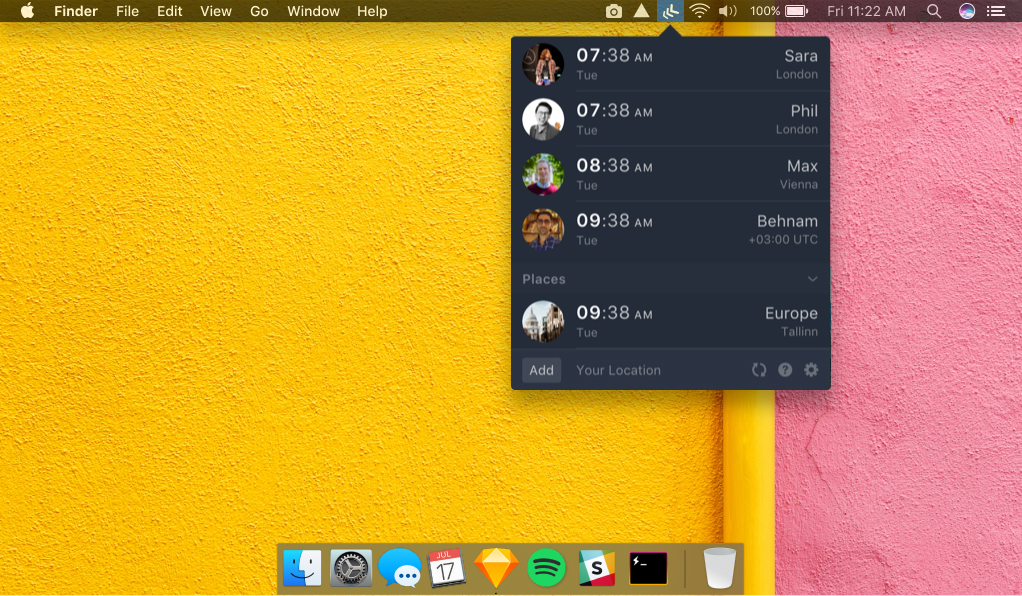 Finder File Edit View Go Window Help 100% Fri 11:22 AM
07:38 AM Sara
Tue London
07:38 AM Phil
Tue London
08:38 AM Max
Tue Vienna
09:38 AM Behnam
Tue +03:00 UTC
Places
09:38 AM Europe
Tue Tallinn
Add Your Location
JUL
17
S